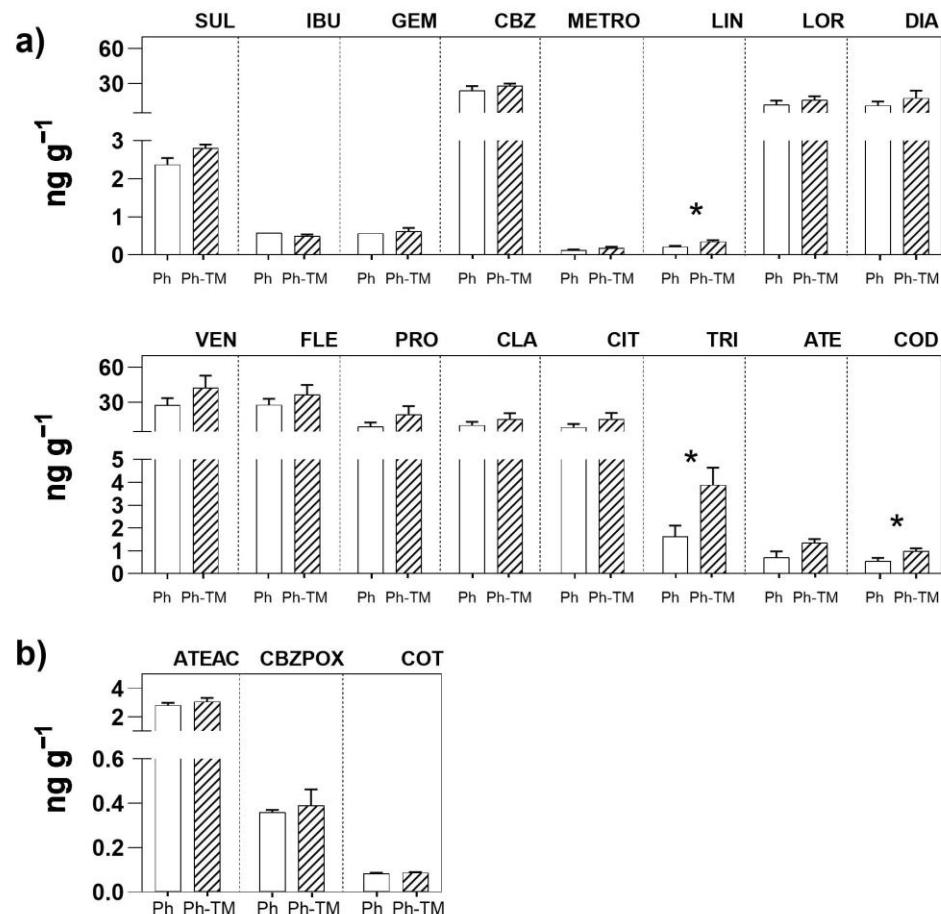 a)
SUL IBU GEM CBZ METRO LIN LOR DIA
60
30
3
2
1
0
ng g⁻¹
*
Ph Ph-TM Ph Ph-TM Ph Ph-TM Ph Ph-TM Ph Ph-TM Ph Ph-TM Ph Ph-TM Ph Ph-TM
VEN FLE PRO CLA CIT TRI ATE COD
60
30
5
4
3
2
1
0
ng g⁻¹
* *
Ph Ph-TM Ph Ph-TM Ph Ph-TM Ph Ph-TM Ph Ph-TM Ph Ph-TM Ph Ph-TM Ph Ph-TM
b)
ATEAC CBZPOX COT
4
2
0.6
0.4
0.2
0.0
ng g⁻¹
Ph Ph-TM Ph Ph-TM Ph Ph-TM